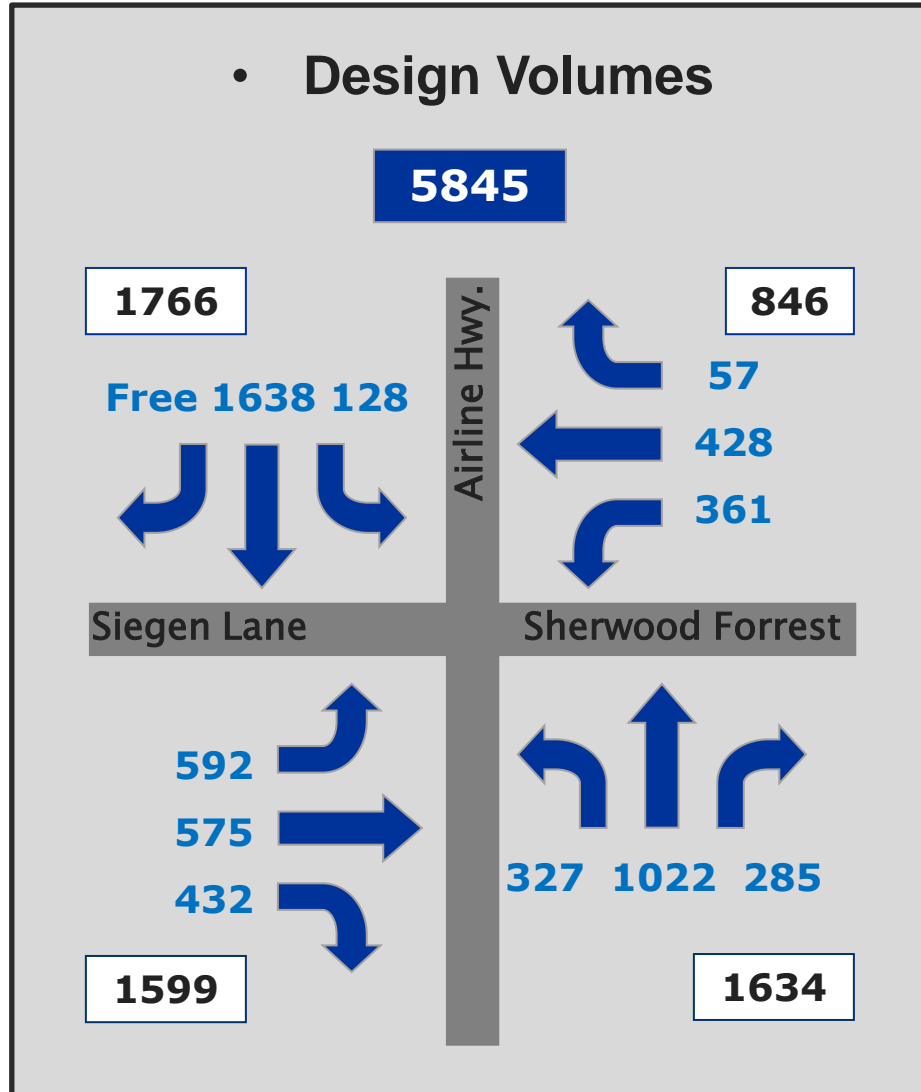 • Design Volumes
5845
1766
846
Free 1638 128
57
428
361
Airline Hwy.
Siegen Lane
Sherwood Forrest
592
575
432
327 1022 285
1599
1634